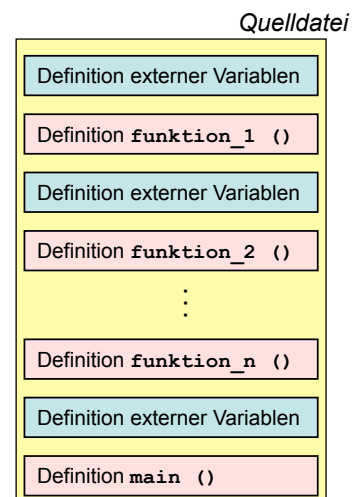 Quelldatei
Definition externer Variablen
Definition funktion_1 ()
Definition externer Variablen
Definition funktion_2 ()
⋮
Definition funktion_n ()
Definition externer Variablen
Definition main ()